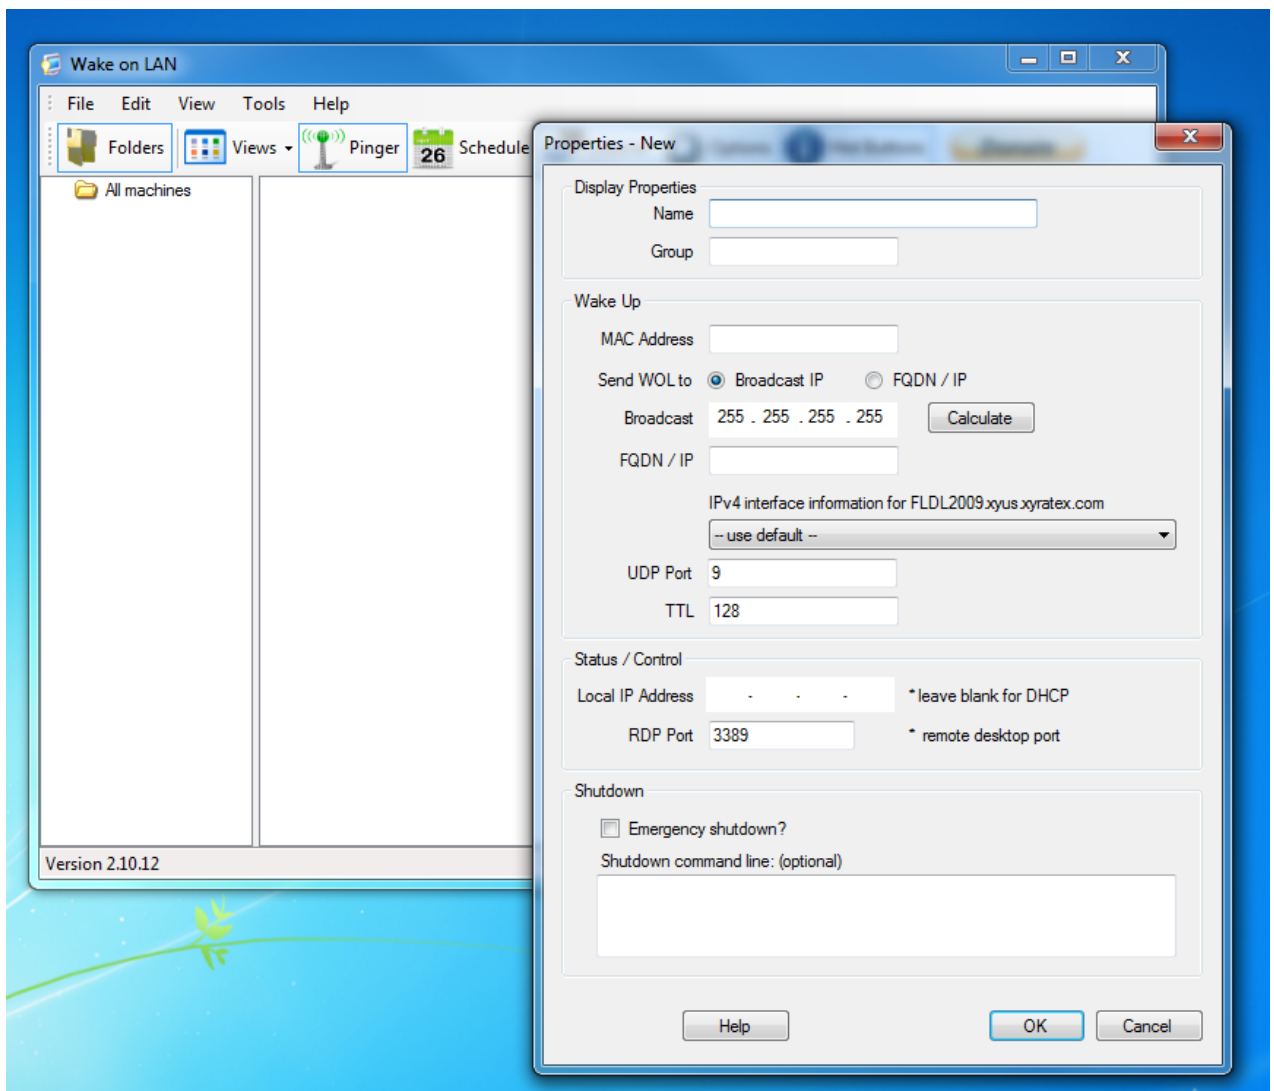 Wake on LAN
File Edit View Tools Help
Folders Views Pinger 26 Schedule
All machines
Version 2.10.12
Properties - New
Display Properties
Name
Group
Wake Up
MAC Address
Send WOL to Broadcast IP FQDN / IP
Broadcast 255 . 255 . 255 . 255 Calculate
FQDN / IP
IPv4 interface information for FLDL2009.xyus.xyratex.com
-- use default --
UDP Port 9
TTL 128
Status / Control
Local IP Address . . . * leave blank for DHCP
RDP Port 3389 * remote desktop port
Shutdown
Emergency shutdown?
Shutdown command line: (optional)
Help OK Cancel